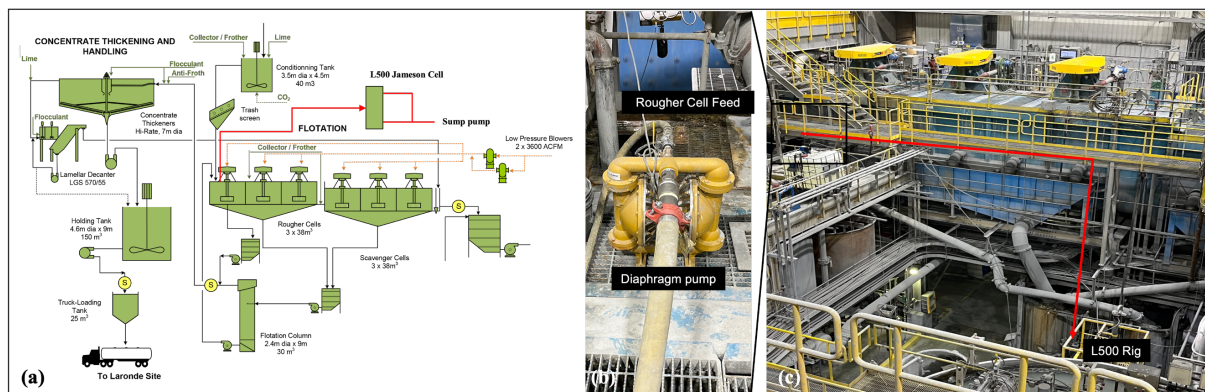 CONCENTRATE THICKENING AND
HANDLING
Lime
Flocculant
Anti-Froth
Concentrate
Thickeners
Hi-Rate, 7m dia
Flocculant
Lamellar Decanter
LGS 570/55
Holding Tank
4.6m dia x 9m
150 m³
S
Truck-Loading
Tank
25 m³
To Laronde Site
Collector / Frother
Lime
Conditionning Tank
3.5m dia x 4.5m
40 m3
CO₂
Trash
screen
FLOTATION
L500 Jameson Cell
Sump pump
Collector / Frother
Low Pressure Blowers
2 x 3600 ACFM
Rougher Cells
3 x 38m³
S
Scavenger Cells
3 x 38m³
S
Flotation Column
2.4m dia x 9m
30 m³
(a)
Rougher Cell Feed
Diaphragm pump
(b)
L500 Rig
(c)